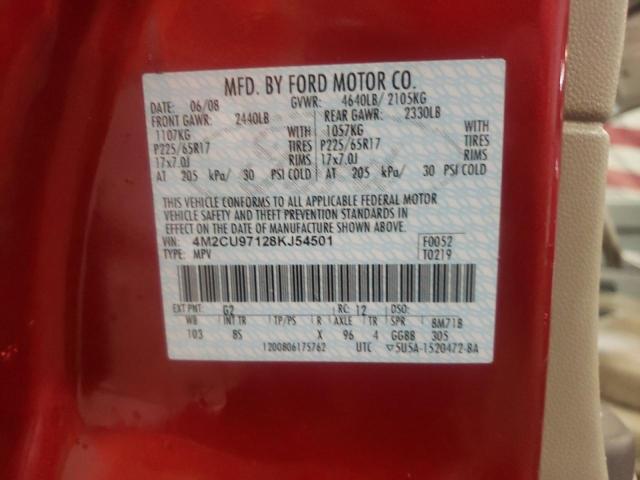 MFD. BY FORD MOTOR CO.
DATE: 06/08 GVWR: 4640LB/ 2105KG
FRONT GAWR: 2440LB REAR GAWR: 2330LB
1107KG WITH 1057KG WITH
P225/65R17 TIRES P225/65R17 TIRES
17x7.0J RIMS 17x7.0J RIMS
AT 205 kPa/ 30 PSI COLD AT 205 kPa/ 30 PSI COLD
THIS VEHICLE CONFORMS TO ALL APPLICABLE FEDERAL MOTOR
VEHICLE SAFETY AND THEFT PREVENTION STANDARDS IN
EFFECT ON THE DATE OF MANUFACTURE SHOWN ABOVE.
VIN: 4M2CU97128KJ54501 F0052
TYPE: MPV T0219
EXT PNT: G2 RC: 12 DSO:
WB INT TR TP/PS R AXLE TR SPR 8M718
103 8S X 96 4 GGBB 305
1200806175762 UTC ▽5U5A-1520472-BA